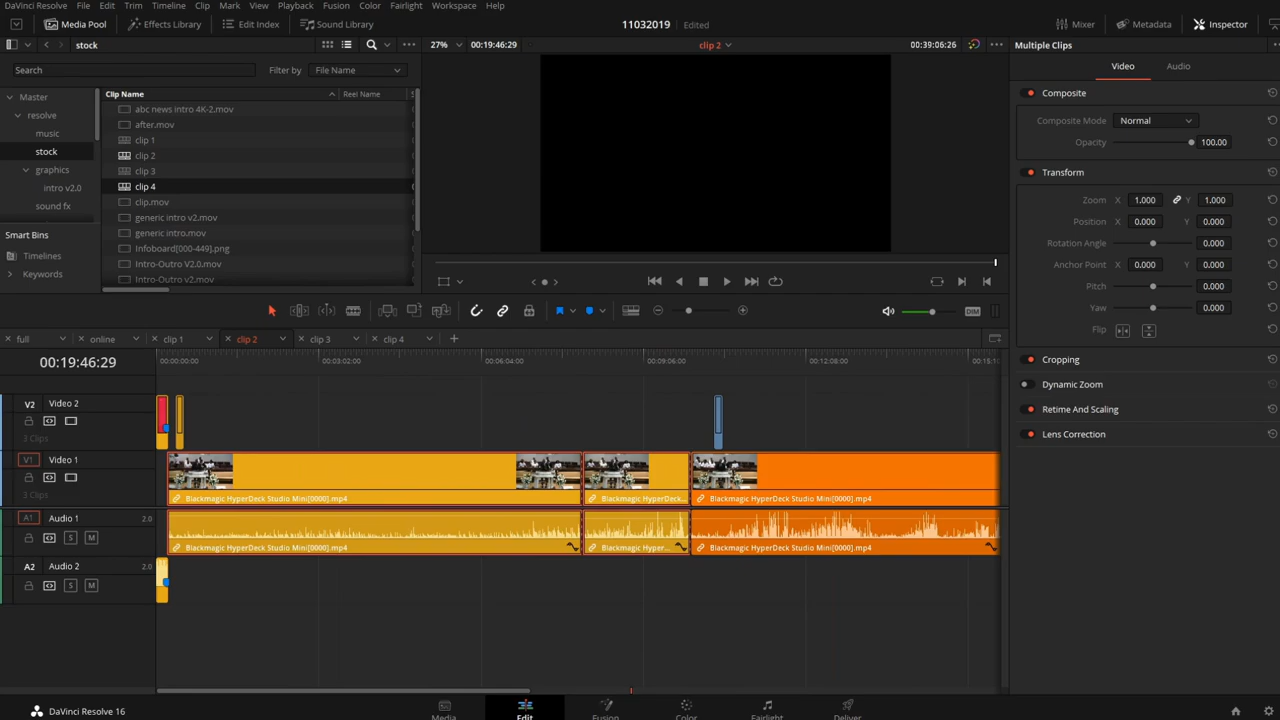 DaVinci Resolve File Edit Trim Timeline Clip Mark View Playback Fusion Color Fairlight Workspace Help
Media Pool Effects Library Edit Index Sound Library 11032019 Edited Mixer Metadata Inspector
stock 27% 00:19:46:29 clip 2 00:39:06:26 Multiple Clips
Search Filter by File Name Video Audio
Clip Name Reel Name
Master
resolve
music
stock
graphics
intro v2.0
sound fx
abc news intro 4K-2.mov
after.mov
clip 1
clip 2
clip 3
clip 4
clip.mov
generic intro v2.mov
generic intro.mov
Infoboard[000-449].png
Intro-Outro V2.0.mov
Intro-Outro v2.mov
Smart Bins
Timelines
Keywords
Composite
Composite Mode Normal
Opacity 100.00
Transform
Zoom X 1.000 Y 1.000
Position X 0.000 Y 0.000
Rotation Angle 0.000
Anchor Point X 0.000 Y 0.000
Pitch 0.000
Yaw 0.000
Flip
Cropping
Dynamic Zoom
Retime And Scaling
Lens Correction
DIM
full online clip 1 clip 2 clip 3 clip 4
00:19:46:29 00:00:00:00 00:03:02:00 00:06:04:00 00:09:06:00 00:12:08:00 00:15:10
V2 Video 2
3 Clips
V1 Video 1
3 Clips
Blackmagic HyperDeck Studio Mini[0000].mp4 Blackmagic HyperDeck... Blackmagic HyperDeck Studio Mini[0000].mp4
A1 Audio 1 2.0
S M
Blackmagic HyperDeck Studio Mini[0000].mp4 Blackmagic Hyper... Blackmagic HyperDeck Studio Mini[0000].mp4
A2 Audio 2 2.0
S M
DaVinci Resolve 16 Media Edit Fusion Color Fairlight Deliver